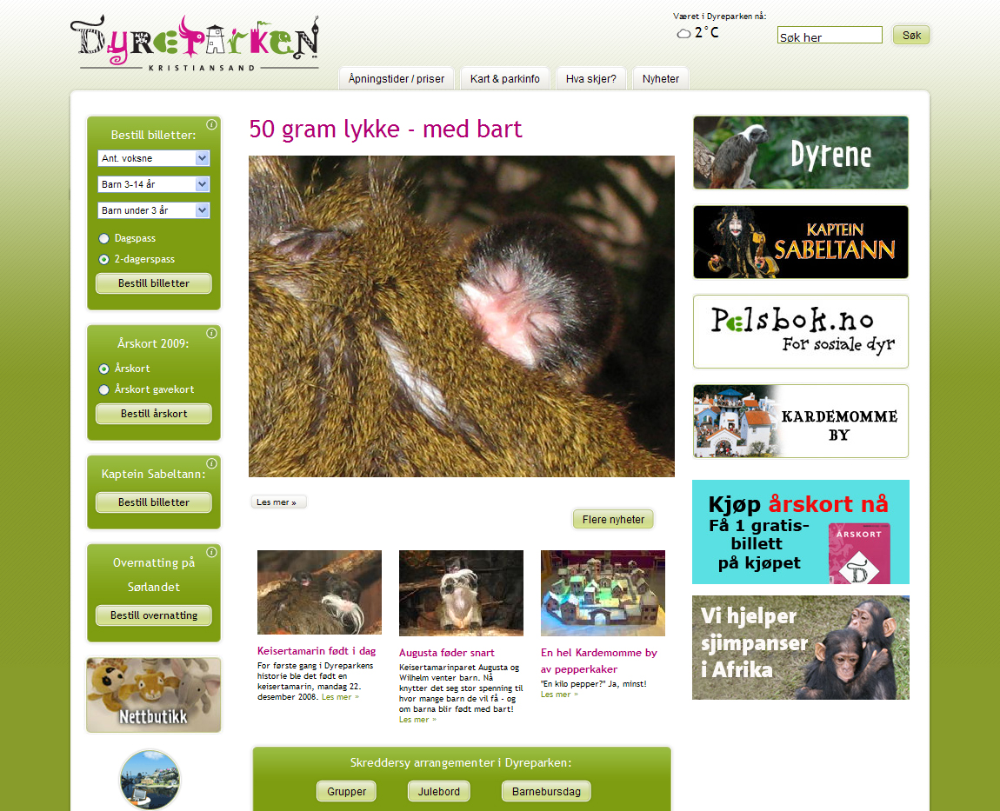 DYREPARKEN
KRISTIANSAND
Været i Dyreparken nå:
2°C
Søk her
Søk
Åpningstider / priser
Kart & parkinfo
Hva skjer?
Nyheter
Bestill billetter:
Ant. voksne
Barn 3-14 år
Barn under 3 år
Dagspass
2-dagerspass
Bestill billetter
Årskort 2009:
Årskort
Årskort gavekort
Bestill årskort
Kaptein Sabeltann:
Bestill billetter
Overnatting på
Sørlandet
Bestill overnatting
Nettbutikk
50 gram lykke - med bart
Les mer »
Flere nyheter
Keisertamarin født i dag
For første gang i Dyreparkens
historie ble det født en
keisertamarin, mandag 22.
desember 2008. Les mer »
Augusta føder snart
Keisertamarinparet Augusta og
Wilhelm venter barn. Nå
knytter det seg stor spenning til
hvor mange barn de vil få - og
om barna blir født med bart!
Les mer »
En hel Kardemomme by
av pepperkaker
"En kilo pepper?" Ja, minst!
Les mer »
Skreddersy arrangementer i Dyreparken:
Grupper
Julebord
Barnebursdag
Dyrene
KAPTEIN
SABELTANN
Pelsbok.no
For sosiale dyr
KARDEMOMME
BY
Kjøp årskort nå
Få 1 gratis-
billett
på kjøpet
ÅRSKORT
D
Vi hjelper
sjimpanser
i Afrika